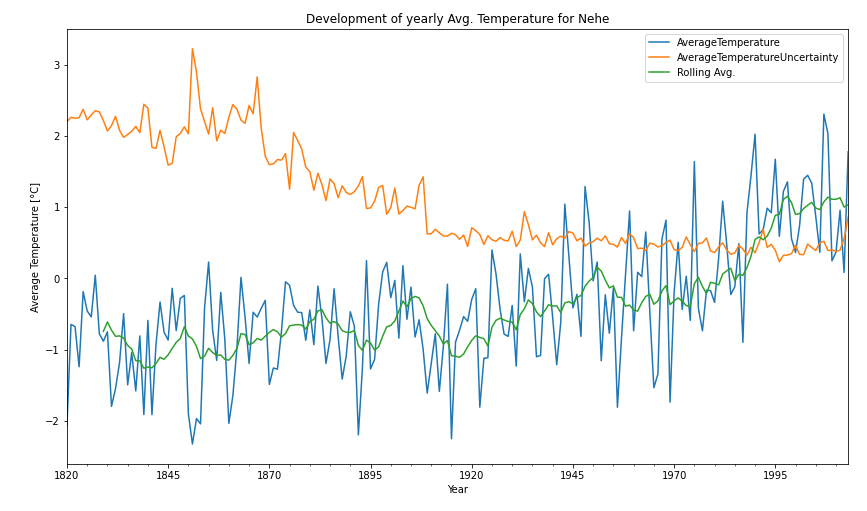 Development of yearly Avg. Temperature for Nehe
AverageTemperature
AverageTemperatureUncertainty
Rolling Avg.
Average Temperature [°C]
3
2
1
0
−1
−2
1820 1845 1870 1895 1920 1945 1970 1995
Year